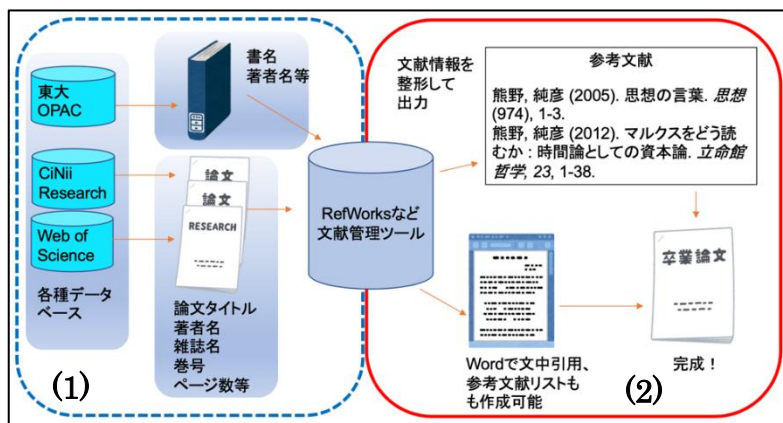 東大
OPAC
CiNii
Research
Web of
Science
各種データ
ベース
(1)
書名
著者名等
論文
論文
RESEARCH
論文タイトル
著者名
雑誌名
巻号
ページ数等
RefWorksなど
文献管理ツール
文献情報を
整形して
出力
参考文献
熊野, 純彦 (2005). 思想の言葉. 思想
(974), 1-3.
熊野, 純彦 (2012). マルクスをどう読
むか : 時間論としての資本論. 立命館
哲学, 23, 1-38.
Wordで文中引用、
参考文献リストも
も作成可能
卒業論文
完成！
(2)